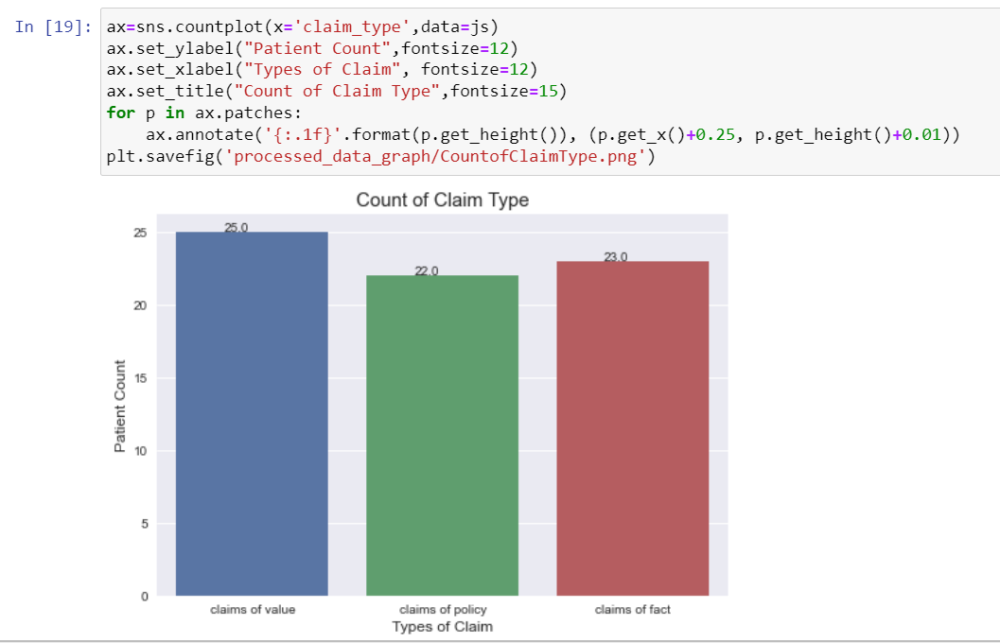 In [19]: ax=sns.countplot(x='claim_type',data=js)
ax.set_ylabel("Patient Count",fontsize=12)
ax.set_xlabel("Types of Claim", fontsize=12)
ax.set_title("Count of Claim Type",fontsize=15)
for p in ax.patches:
    ax.annotate('{:.1f}'.format(p.get_height()), (p.get_x()+0.25, p.get_height()+0.01))
plt.savefig('processed_data_graph/CountofClaimType.png')
Count of Claim Type
25.0
22.0
23.0
25
20
15
10
5
0
Patient Count
claims of value
claims of policy
claims of fact
Types of Claim